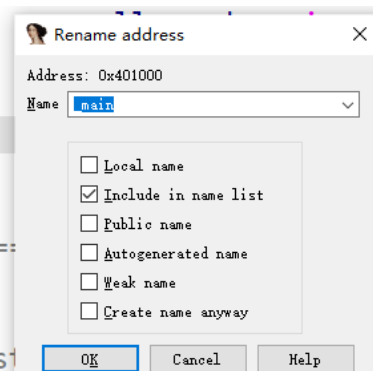 Rename address
Address: 0x401000
Name _main
Local name
Include in name list
Public name
Autogenerated name
Weak name
Create name anyway
OK Cancel Help